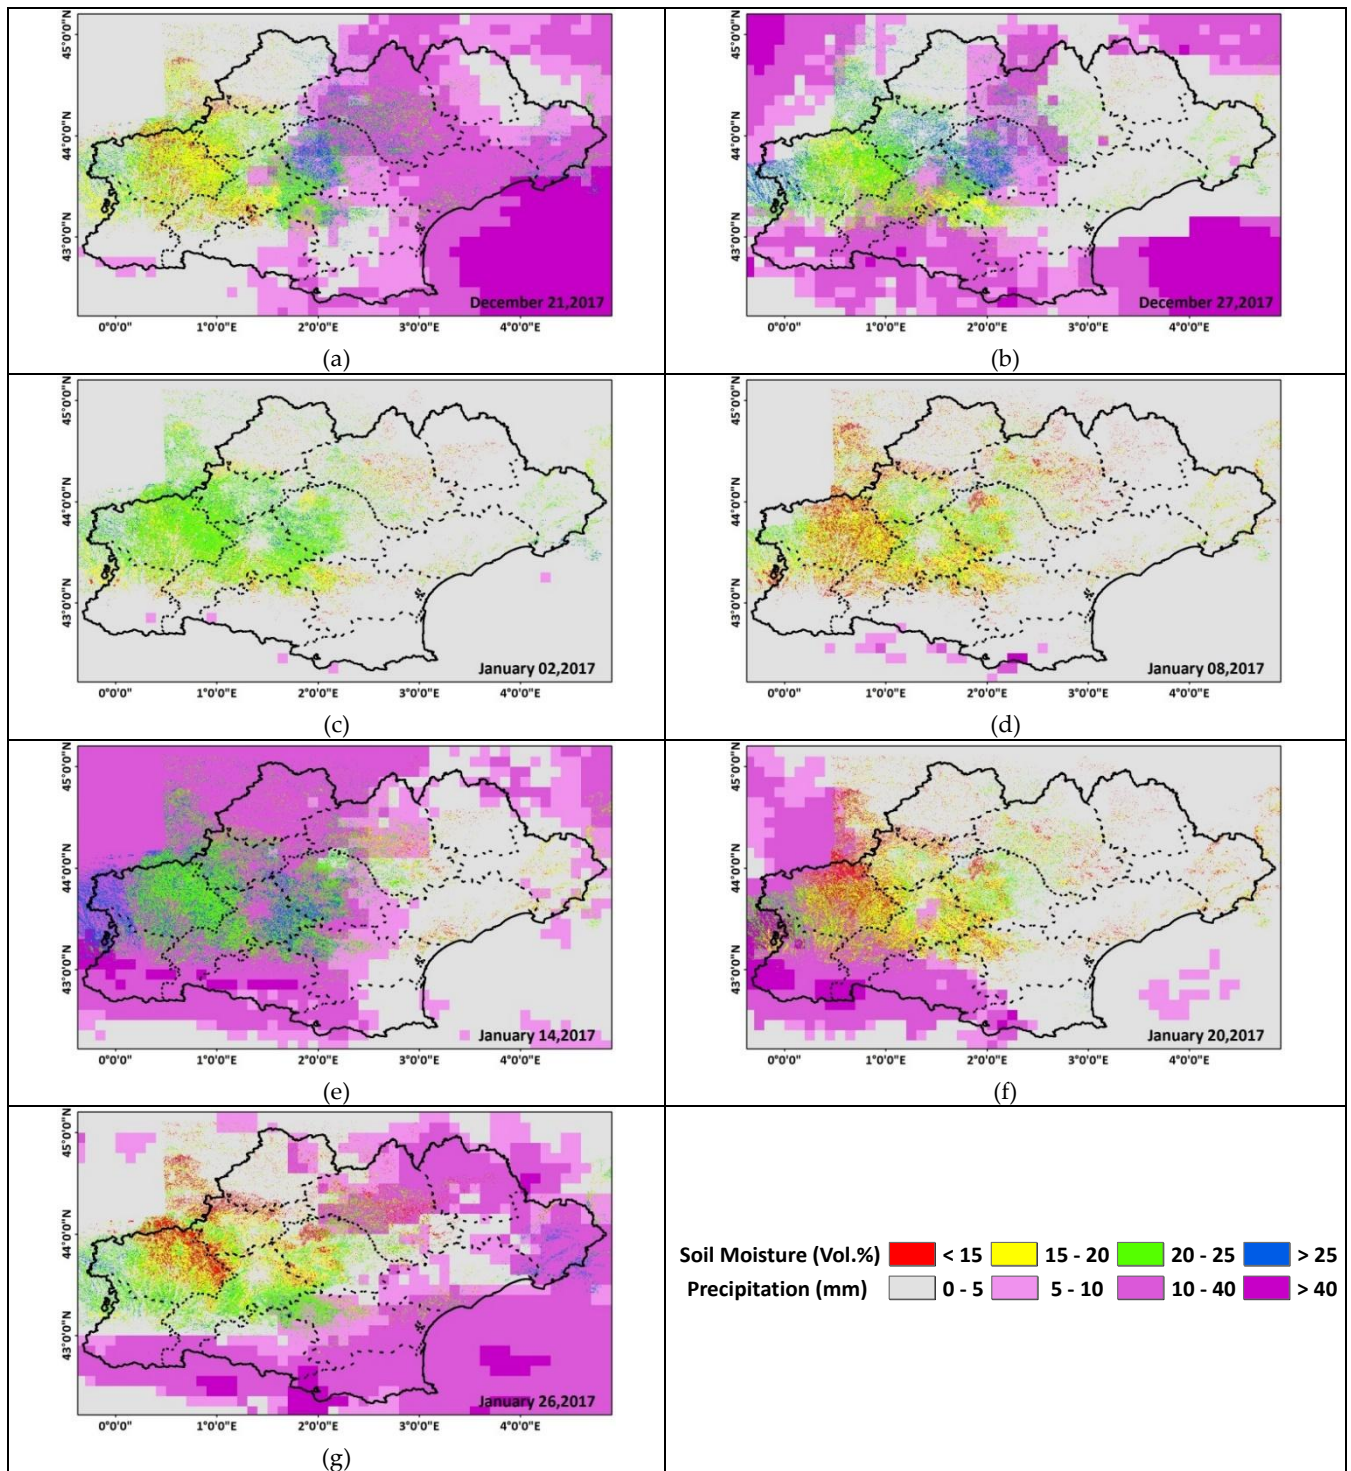 45°0'0"N
44°0'0"N
43°0'0"N
December 21,2017
0°0'0" 1°0'0"E 2°0'0"E 3°0'0"E 4°0'0"E
(a)
45°0'0"N
44°0'0"N
43°0'0"N
December 27,2017
0°0'0" 1°0'0"E 2°0'0"E 3°0'0"E 4°0'0"E
(b)
45°0'0"N
44°0'0"N
43°0'0"N
January 02,2017
0°0'0" 1°0'0"E 2°0'0"E 3°0'0"E 4°0'0"E
(c)
45°0'0"N
44°0'0"N
43°0'0"N
January 08,2017
0°0'0" 1°0'0"E 2°0'0"E 3°0'0"E 4°0'0"E
(d)
45°0'0"N
44°0'0"N
43°0'0"N
January 14,2017
0°0'0" 1°0'0"E 2°0'0"E 3°0'0"E 4°0'0"E
(e)
45°0'0"N
44°0'0"N
43°0'0"N
January 20,2017
0°0'0" 1°0'0"E 2°0'0"E 3°0'0"E 4°0'0"E
(f)
45°0'0"N
44°0'0"N
43°0'0"N
January 26,2017
0°0'0" 1°0'0"E 2°0'0"E 3°0'0"E 4°0'0"E
(g)
Soil Moisture (Vol.%) < 15 15 - 20 20 - 25 > 25
Precipitation (mm) 0 - 5 5 - 10 10 - 40 > 40